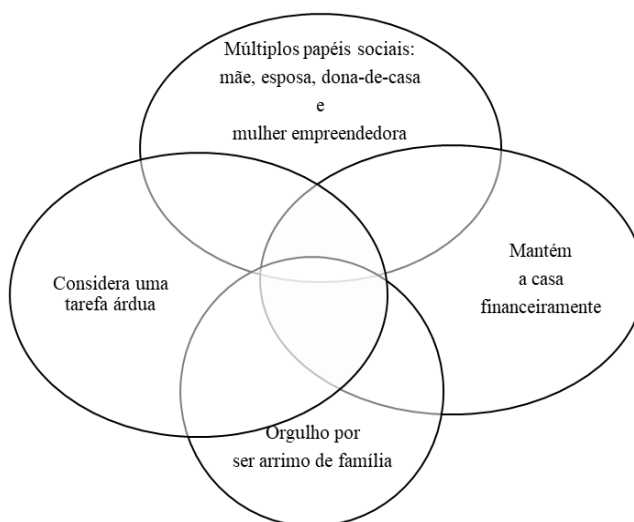 Múltiplos papéis sociais:
mãe, esposa, dona-de-casa
e
mulher empreendedora
Considera uma
tarefa árdua
Mantém
a casa
financeiramente
Orgulho por
ser arrimo de família